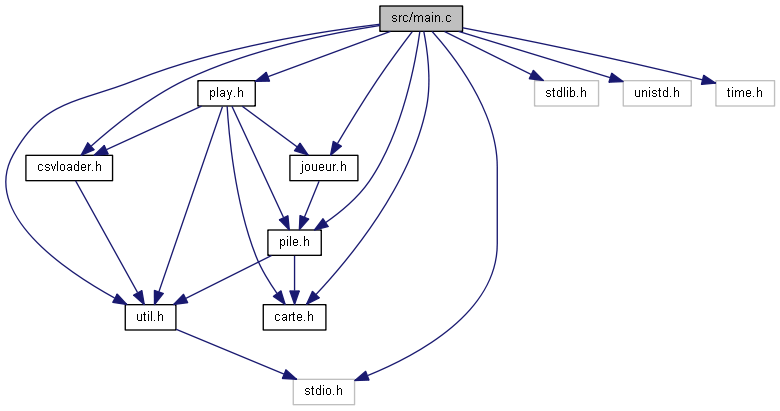 src/main.c
play.h
stdlib.h
unistd.h
time.h
csvloader.h
joueur.h
pile.h
util.h
carte.h
stdio.h